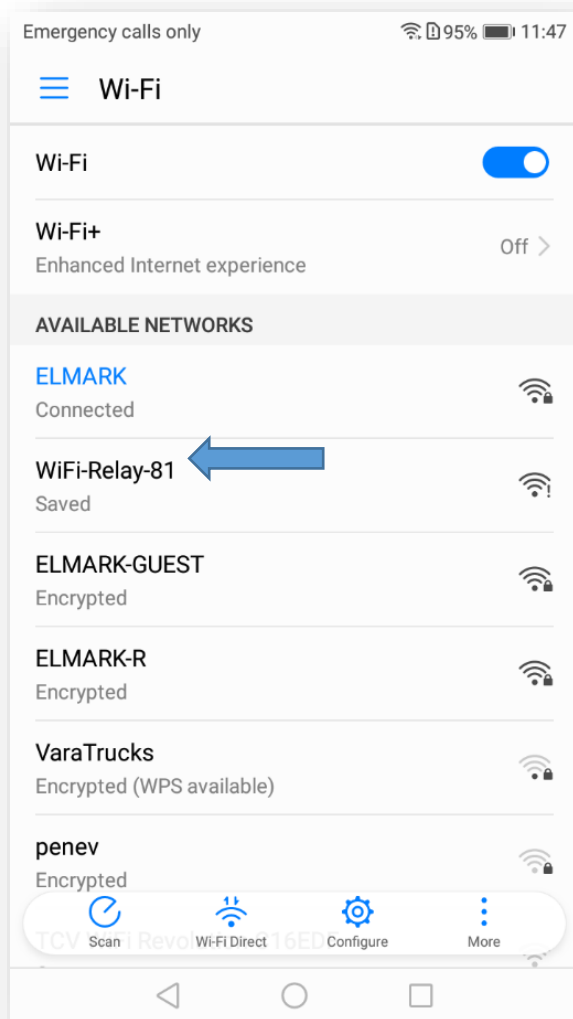 Emergency calls only 95% 11:47
Wi-Fi
Wi-Fi
Wi-Fi+
Off
Enhanced Internet experience
AVAILABLE NETWORKS
ELMARK
Connected
WiFi-Relay-81
Saved
ELMARK-GUEST
Encrypted
ELMARK-R
Encrypted
VaraTrucks
Encrypted (WPS available)
penev
Encrypted
Scan Wi-Fi Direct Configure More
TCV WiFi